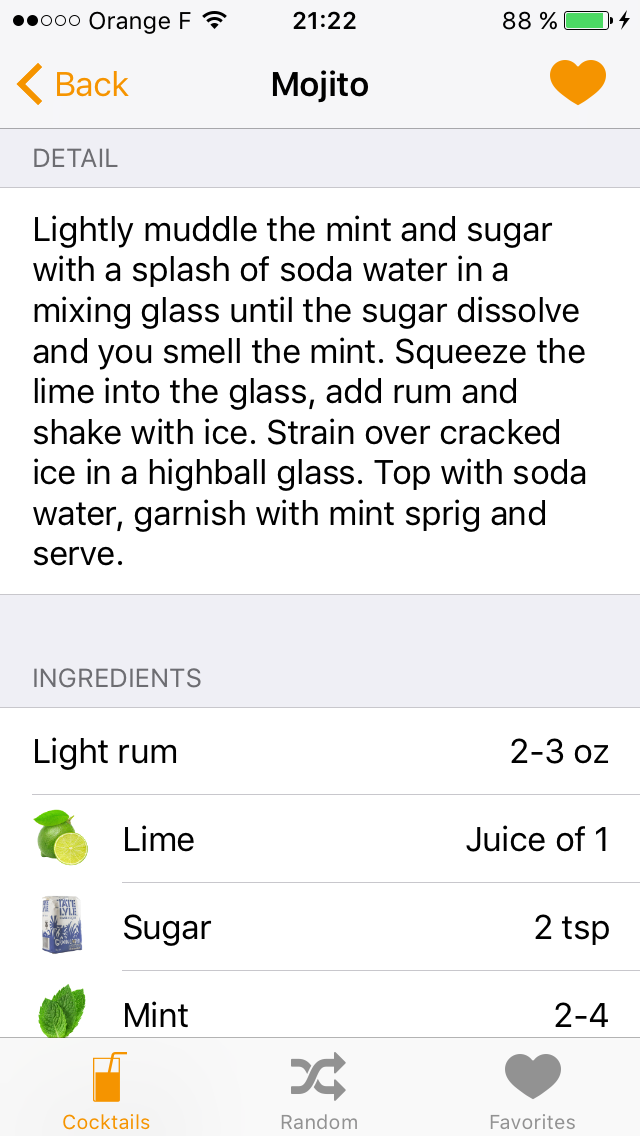 Orange F 21:22 88 %
Back Mojito
DETAIL
Lightly muddle the mint and sugar
with a splash of soda water in a
mixing glass until the sugar dissolve
and you smell the mint. Squeeze the
lime into the glass, add rum and
shake with ice. Strain over cracked
ice in a highball glass. Top with soda
water, garnish with mint sprig and
serve.
INGREDIENTS
Light rum 2-3 oz
Lime Juice of 1
TATE
LYLE
Sugar 2 tsp
Mint 2-4
Cocktails Random Favorites